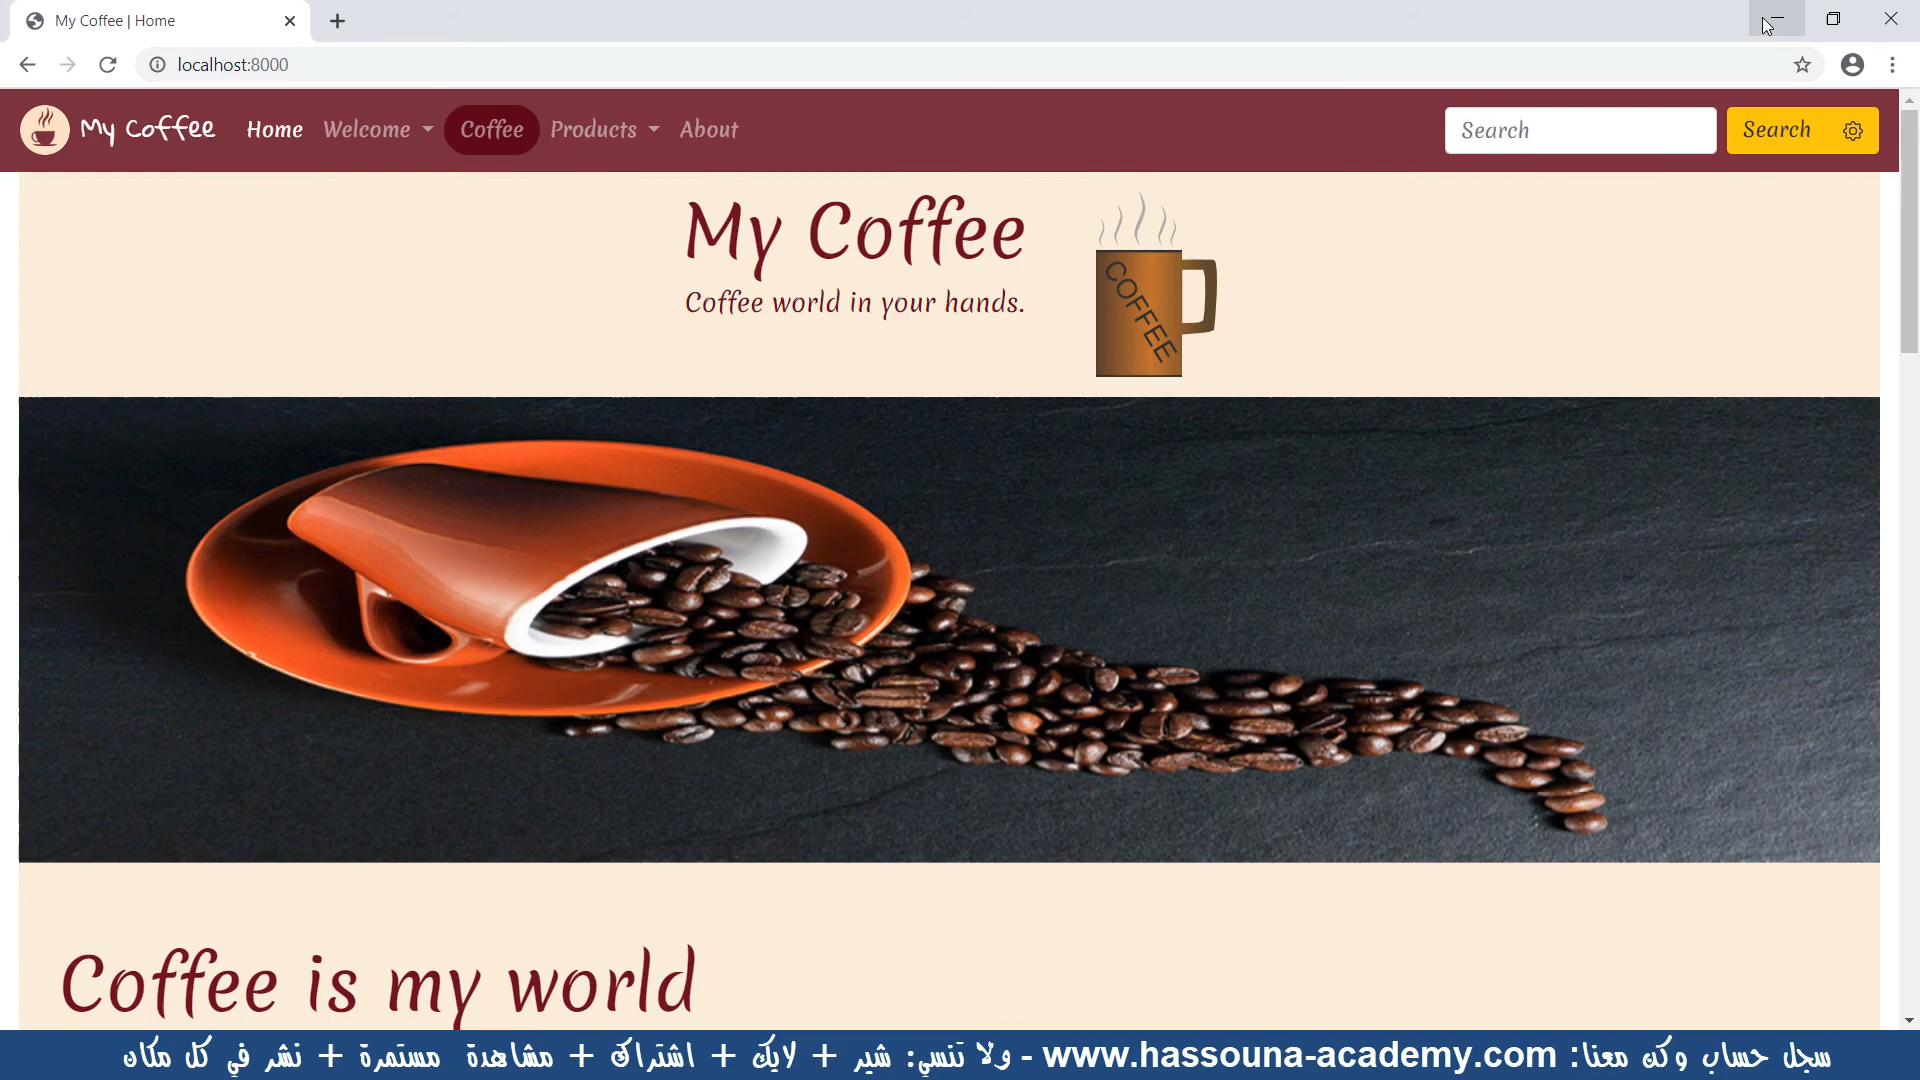 My Coffee | Home
localhost:8000
My Coffee Home Welcome Coffee Products About Search Search
My Coffee
Coffee world in your hands.
COFFEE
Coffee is my world
سجل حساب وكن معنا: www.hassouna-academy.com - ولا تنسي: شير + لايك + اشتراك + مشاهدة مستمرة + نشر في كل مكان